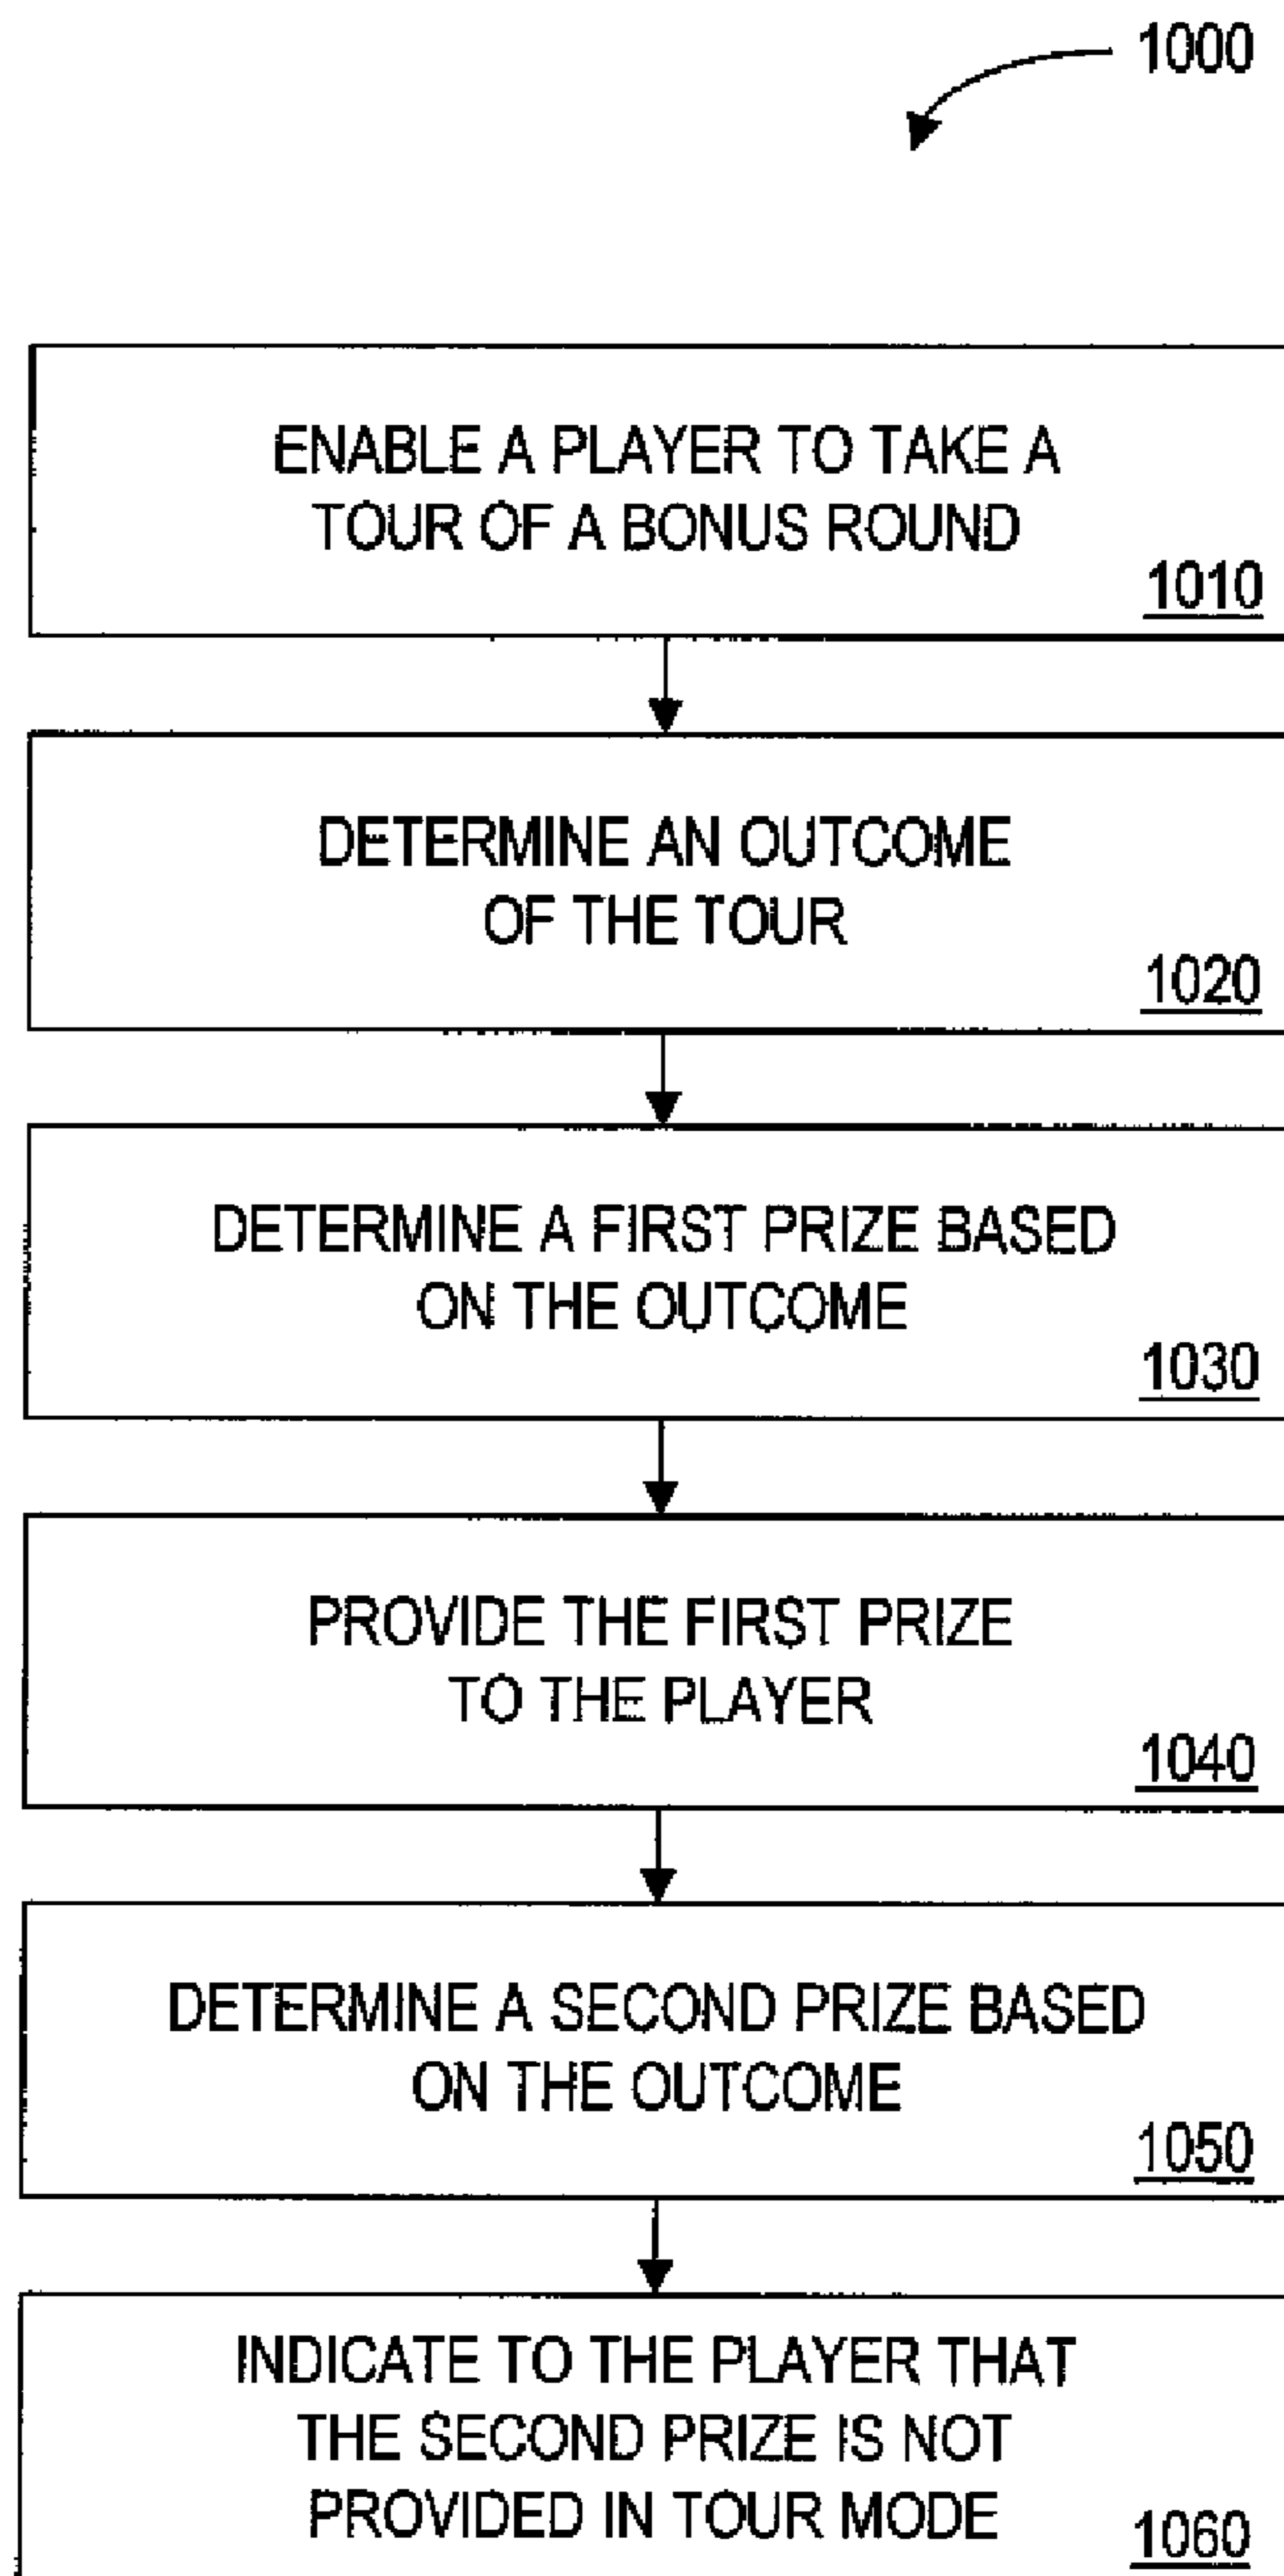 1000
ENABLE A PLAYER TO TAKE A
TOUR OF A BONUS ROUND
1010
DETERMINE AN OUTCOME
OF THE TOUR
1020
DETERMINE A FIRST PRIZE BASED
ON THE OUTCOME
1030
PROVIDE THE FIRST PRIZE
TO THE PLAYER
1040
DETERMINE A SECOND PRIZE BASED
ON THE OUTCOME
1050
INDICATE TO THE PLAYER THAT
THE SECOND PRIZE IS NOT
PROVIDED IN TOUR MODE
1060